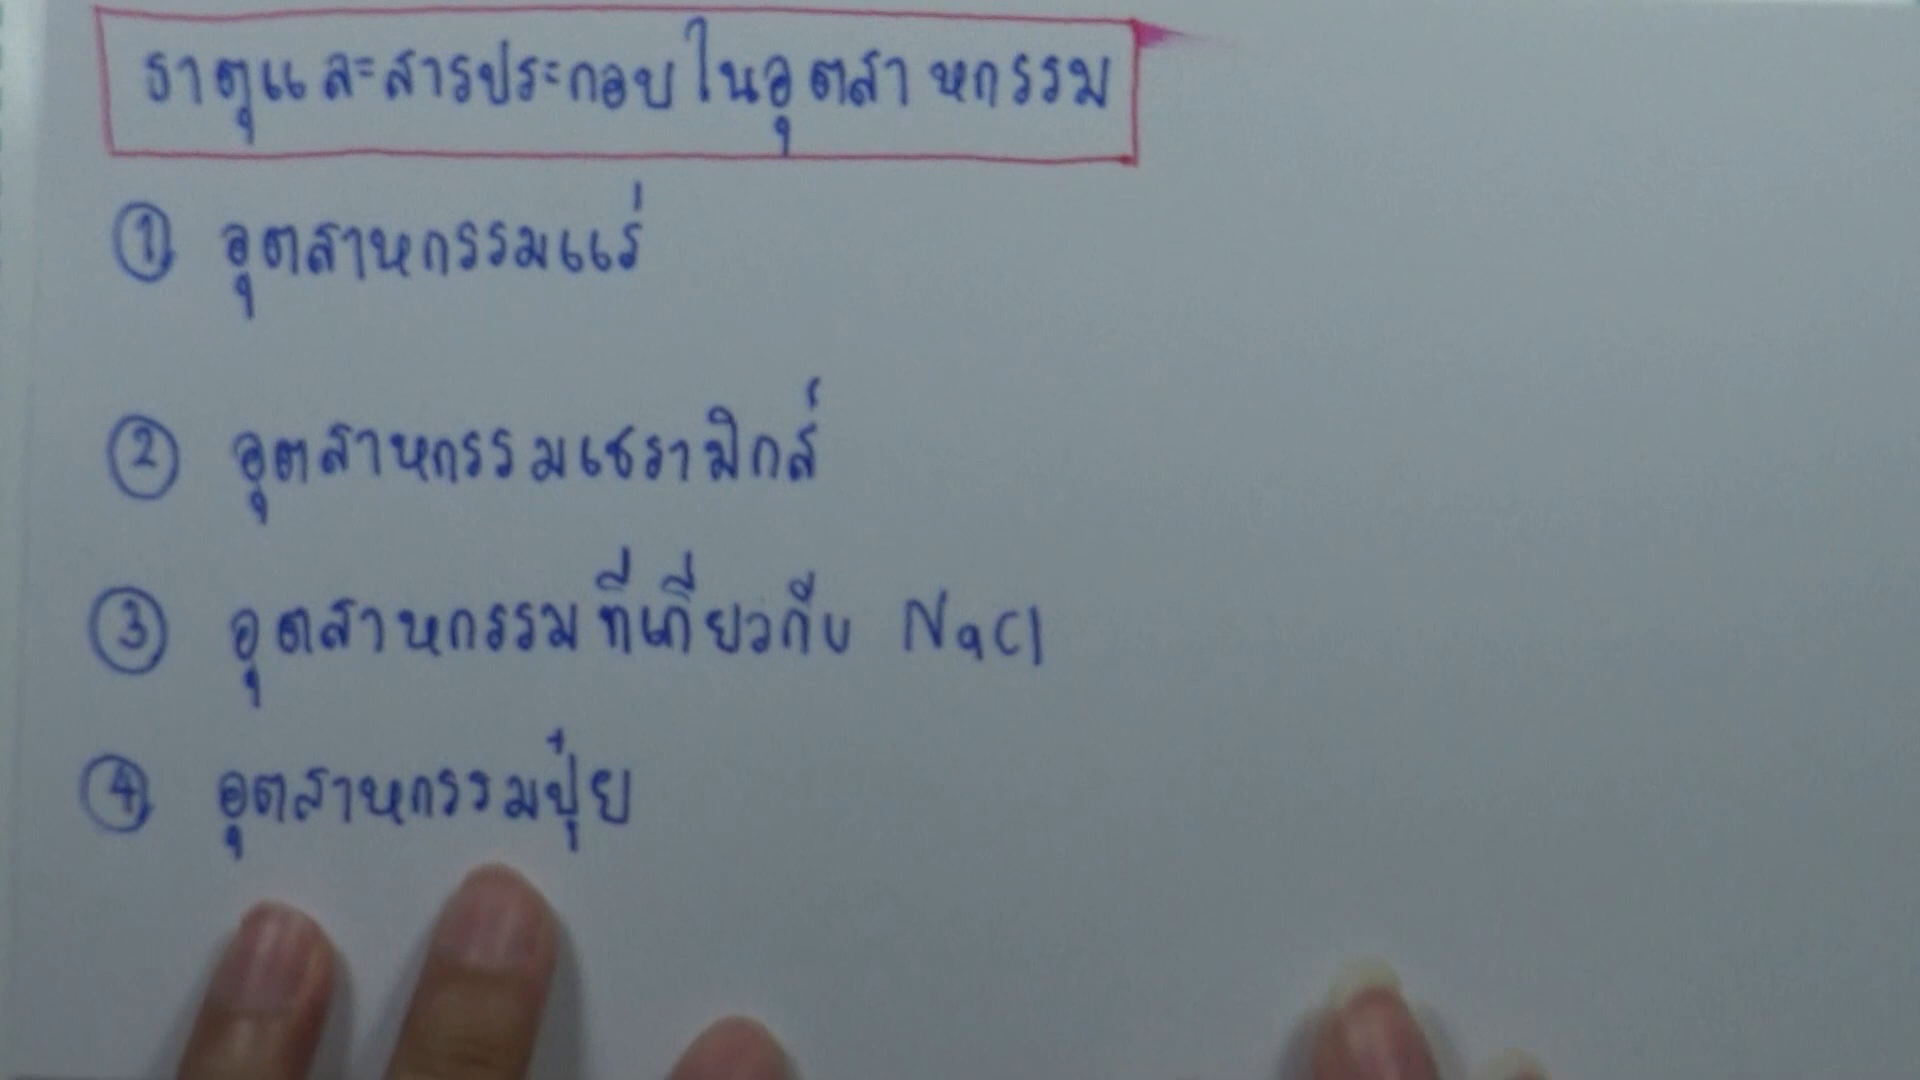 ธาตุและสารประกอบในอุตสาหกรรม
① อุตสาหกรรมแร่
② อุตสาหกรรมเซรามิกส์
③ อุตสาหกรรมที่เกี่ยวกับ NaCl
④ อุตสาหกรรมปุ๋ย